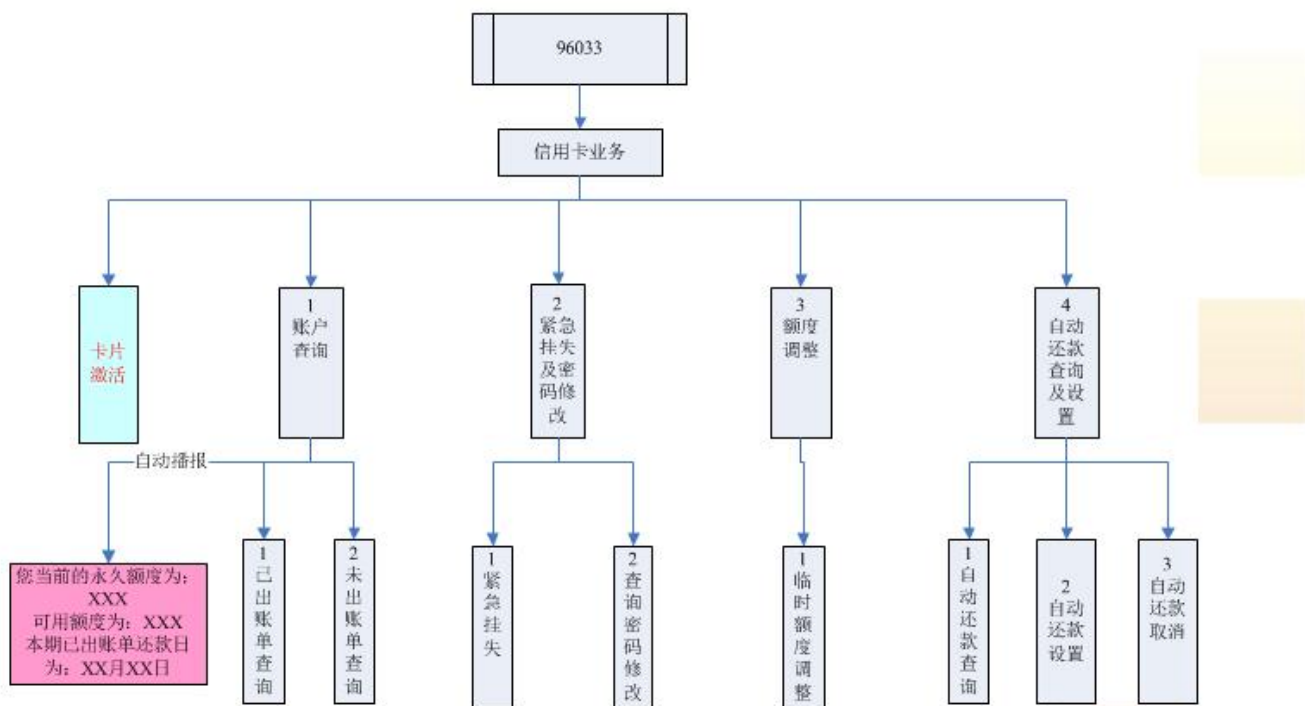 96033
信用卡业务
卡片
激活
1
账户
查询
2
紧急
挂失
及密
码修
改
3
额度
调整
4
自动
还款
查询
及设
置
自动播报
您当前的永久额度为：
XXX
可用额度为：XXX
本期已出账单还款日
为：XX月XX日
1
已
出
账
单
查
询
2
未
出
账
单
查
询
1
紧
急
挂
失
2
查
询
密
码
修
改
1
临
时
额
度
调
整
1
自
动
还
款
查
询
2
自动
还款
设置
3
自动
还款
取消